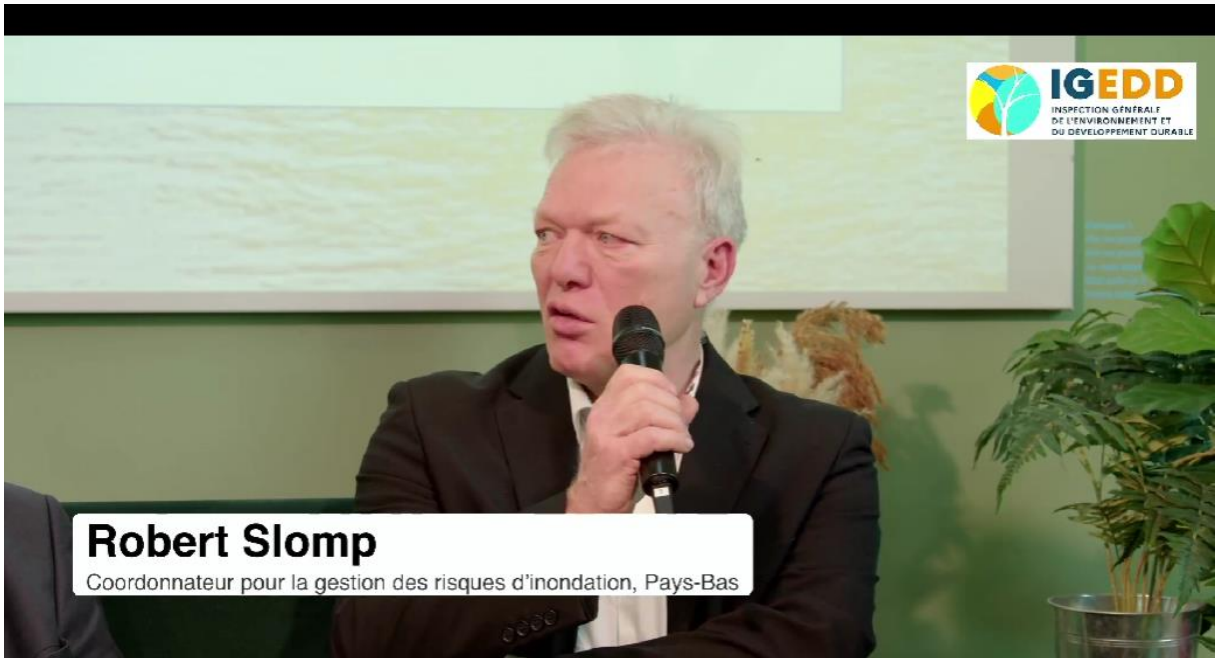 IGEDD
INSPECTION GÉNÉRALE
DE L'ENVIRONNEMENT ET
DU DÉVELOPPEMENT DURABLE
Robert Slomp
Coordonnateur pour la gestion des risques d'inondation, Pays-Bas